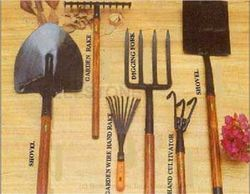 SHOVEL
GARDEN RAKE
GARDEN WIRE HAND RAKE
DIGGING FORK
HAND CULTIVATOR
SHOVEL